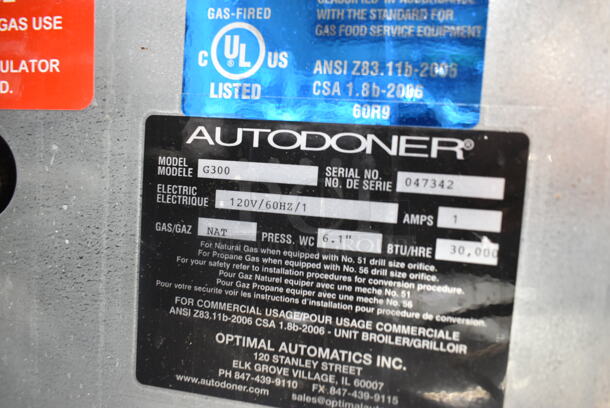 GAS USE
ULATOR
D.
GAS-FIRED
C UL US
LISTED
WITH THE STANDARD FOR
GAS FOOD SERVICE EQUIPMENT
ANSI Z83.11b-2006
CSA 1.8b-2006
60R9
AUTODONER®
MODEL
MODELE G300
SERIAL NO.
NO. DE SÉRIE 047342
ELECTRIC
ELECTRIQUE 120V/60HZ/1 AMPS 1
GAS/GAZ NAT PRESS. WC 6.1" BTU/HRE 30,000
For Natural Gas when equipped with No. 51 drill size orifice.
For Propane Gas when equipped with No. 56 drill size orifice.
For your safety refer to installation procedures for conversion procedure.
Pour Gaz Naturel equiper avec une meche No. 51
Pour Gaz Propane equiper avec une meche No. 56
Pour votre securite voir les instructions d'installation pour procedure de conversion.
FOR COMMERCIAL USAGE/POUR USAGE COMMERCIALE
ANSI Z83.11b-2006 CSA 1.8b-2006 - UNIT BROILER/GRILLOIR
OPTIMAL AUTOMATICS INC.
120 STANLEY STREET
ELK GROVE VILLAGE, IL 60007
PH 847-439-9110 FX 847-439-9115
www.autodoner.com sales@optimalaut